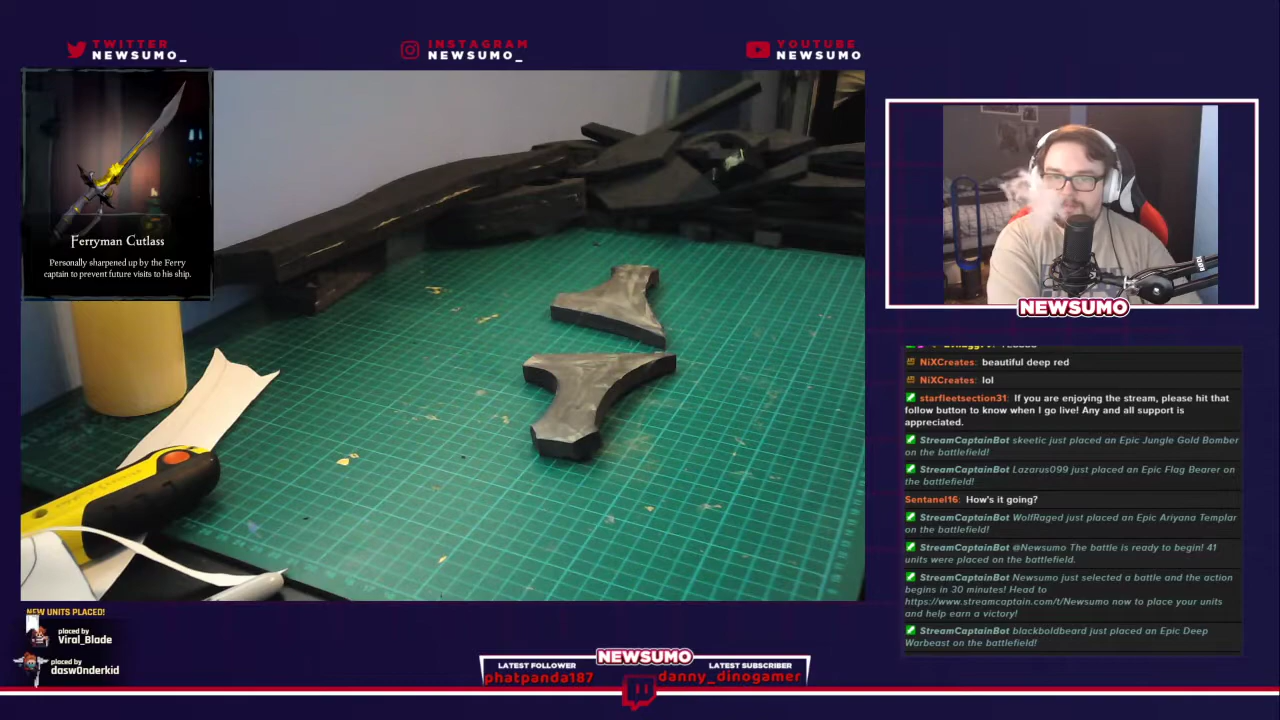 TWITTER
NEWSUMO_
INSTAGRAM
NEWSUMO_
YOUTUBE
NEWSUMO
Ferryman Cutlass
Personally sharpened up by the Ferry
captain to prevent future visits to his ship.
NEWSUMO
NiXCreates: beautiful deep red
NiXCreates: lol
starfleetsection31: If you are enjoying the stream, please hit that
follow button to know when I go live! Any and all support is
appreciated.
StreamCaptainBot skeetic just placed an Epic Jungle Gold Bomber
on the battlefield!
StreamCaptainBot Lazarus099 just placed an Epic Flag Bearer on
the battlefield!
Sentanel16: How's it going?
StreamCaptainBot WolfRaged just placed an Epic Ariyana Templar
on the battlefield!
StreamCaptainBot @Newsumo The battle is ready to begin! 41
units were placed on the battlefield.
StreamCaptainBot Newsumo just selected a battle and the action
begins in 30 minutes! Head to
https://www.streamcaptain.com/t/Newsumo now to place your units
and help earn a victory!
StreamCaptainBot blackboldbeard just placed an Epic Deep
Warbeast on the battlefield!
NEW UNITS PLACED!
placed by
Viral_Blade
placed by
dasw0nderkid
NEWSUMO
LATEST FOLLOWER
phatpanda187
LATEST SUBSCRIBER
danny_dinogamer